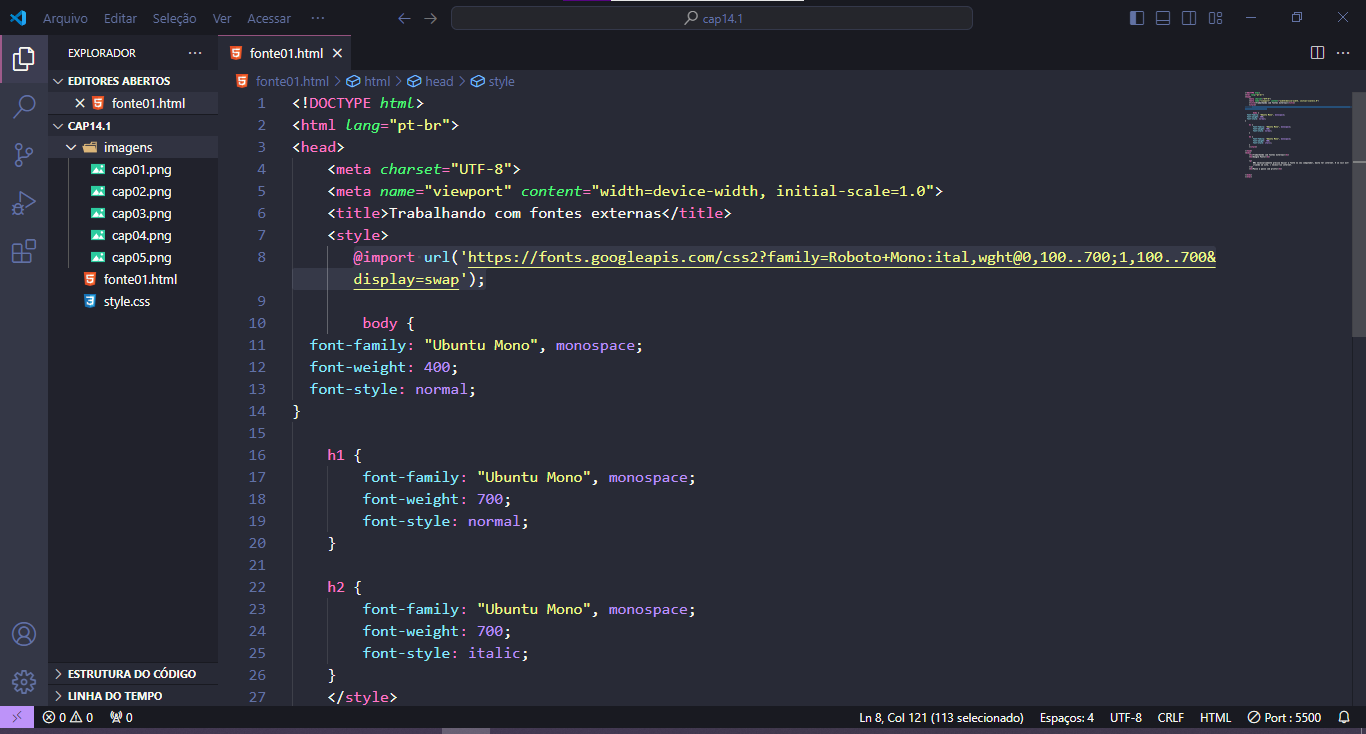 Arquivo Editar Seleção Ver Acessar ··· cap14.1
EXPLORADOR ···
EDITORES ABERTOS
fonte01.html
CAP14.1
imagens
cap01.png
cap02.png
cap03.png
cap04.png
cap05.png
fonte01.html
style.css
ESTRUTURA DO CÓDIGO
LINHA DO TEMPO
fonte01.html
fonte01.html > html > head > style
1 <!DOCTYPE html>
2 <html lang="pt-br">
3 <head>
4 <meta charset="UTF-8">
5 <meta name="viewport" content="width=device-width, initial-scale=1.0">
6 <title>Trabalhando com fontes externas</title>
7 <style>
8 @import url('https://fonts.googleapis.com/css2?family=Roboto+Mono:ital,wght@0,100..700;1,100..700&
display=swap');
9
10 body {
11 font-family: "Ubuntu Mono", monospace;
12 font-weight: 400;
13 font-style: normal;
14 }
15
16 h1 {
17 font-family: "Ubuntu Mono", monospace;
18 font-weight: 700;
19 font-style: normal;
20 }
21
22 h2 {
23 font-family: "Ubuntu Mono", monospace;
24 font-weight: 700;
25 font-style: italic;
26 }
27 </style>
0 0 0 Ln 8, Col 121 (113 selecionado) Espaços: 4 UTF-8 CRLF HTML Port : 5500